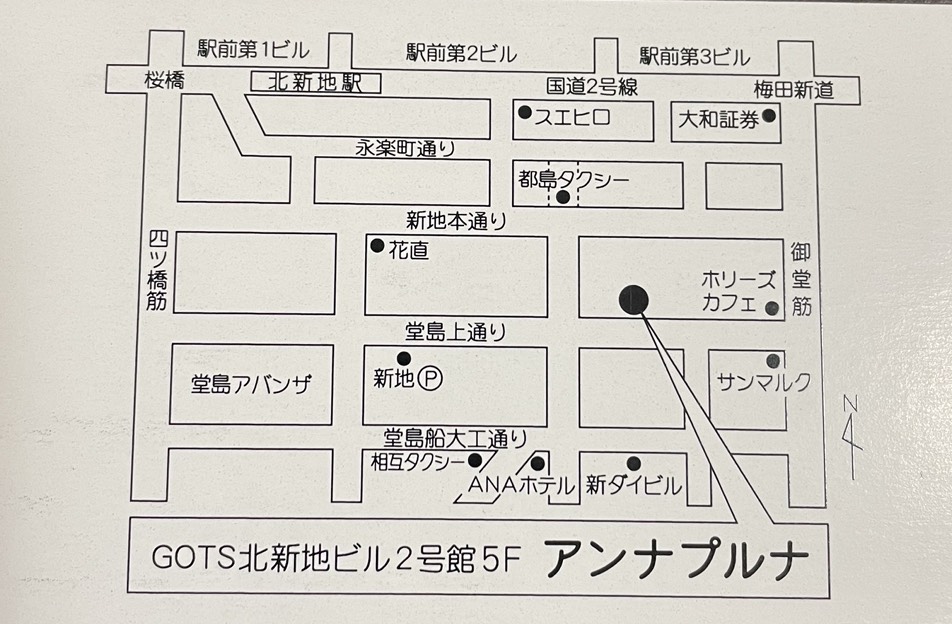 駅前第1ビル
駅前第2ビル
駅前第3ビル
桜橋
北新地駅
国道2号線
梅田新道
スエヒロ
大和証券
永楽町通り
都島タクシー
新地本通り
四ツ橋筋
花直
御堂筋
ホリーズ
カフェ
堂島上通り
堂島アバンザ
新地Ⓟ
サンマルク
N
堂島船大工通り
相互タクシー
ANAホテル
新ダイビル
GOTS北新地ビル2号館5F アンナプルナ